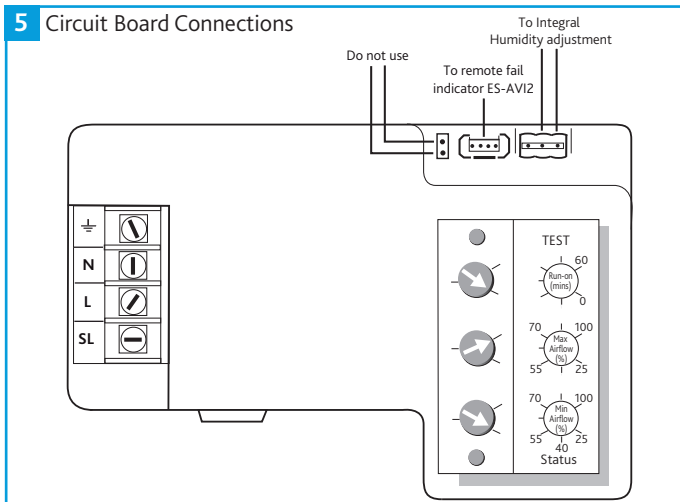 5 Circuit Board Connections
Do not use
To remote fail
indicator ES-AVI2
To Integral
Humidity adjustment
N
L
SL
TEST
60
Run-on
(mins)
0
70 100
Max
Airflow
(%)
55 25
70 100
Min
Airflow
(%)
55 25
40
Status